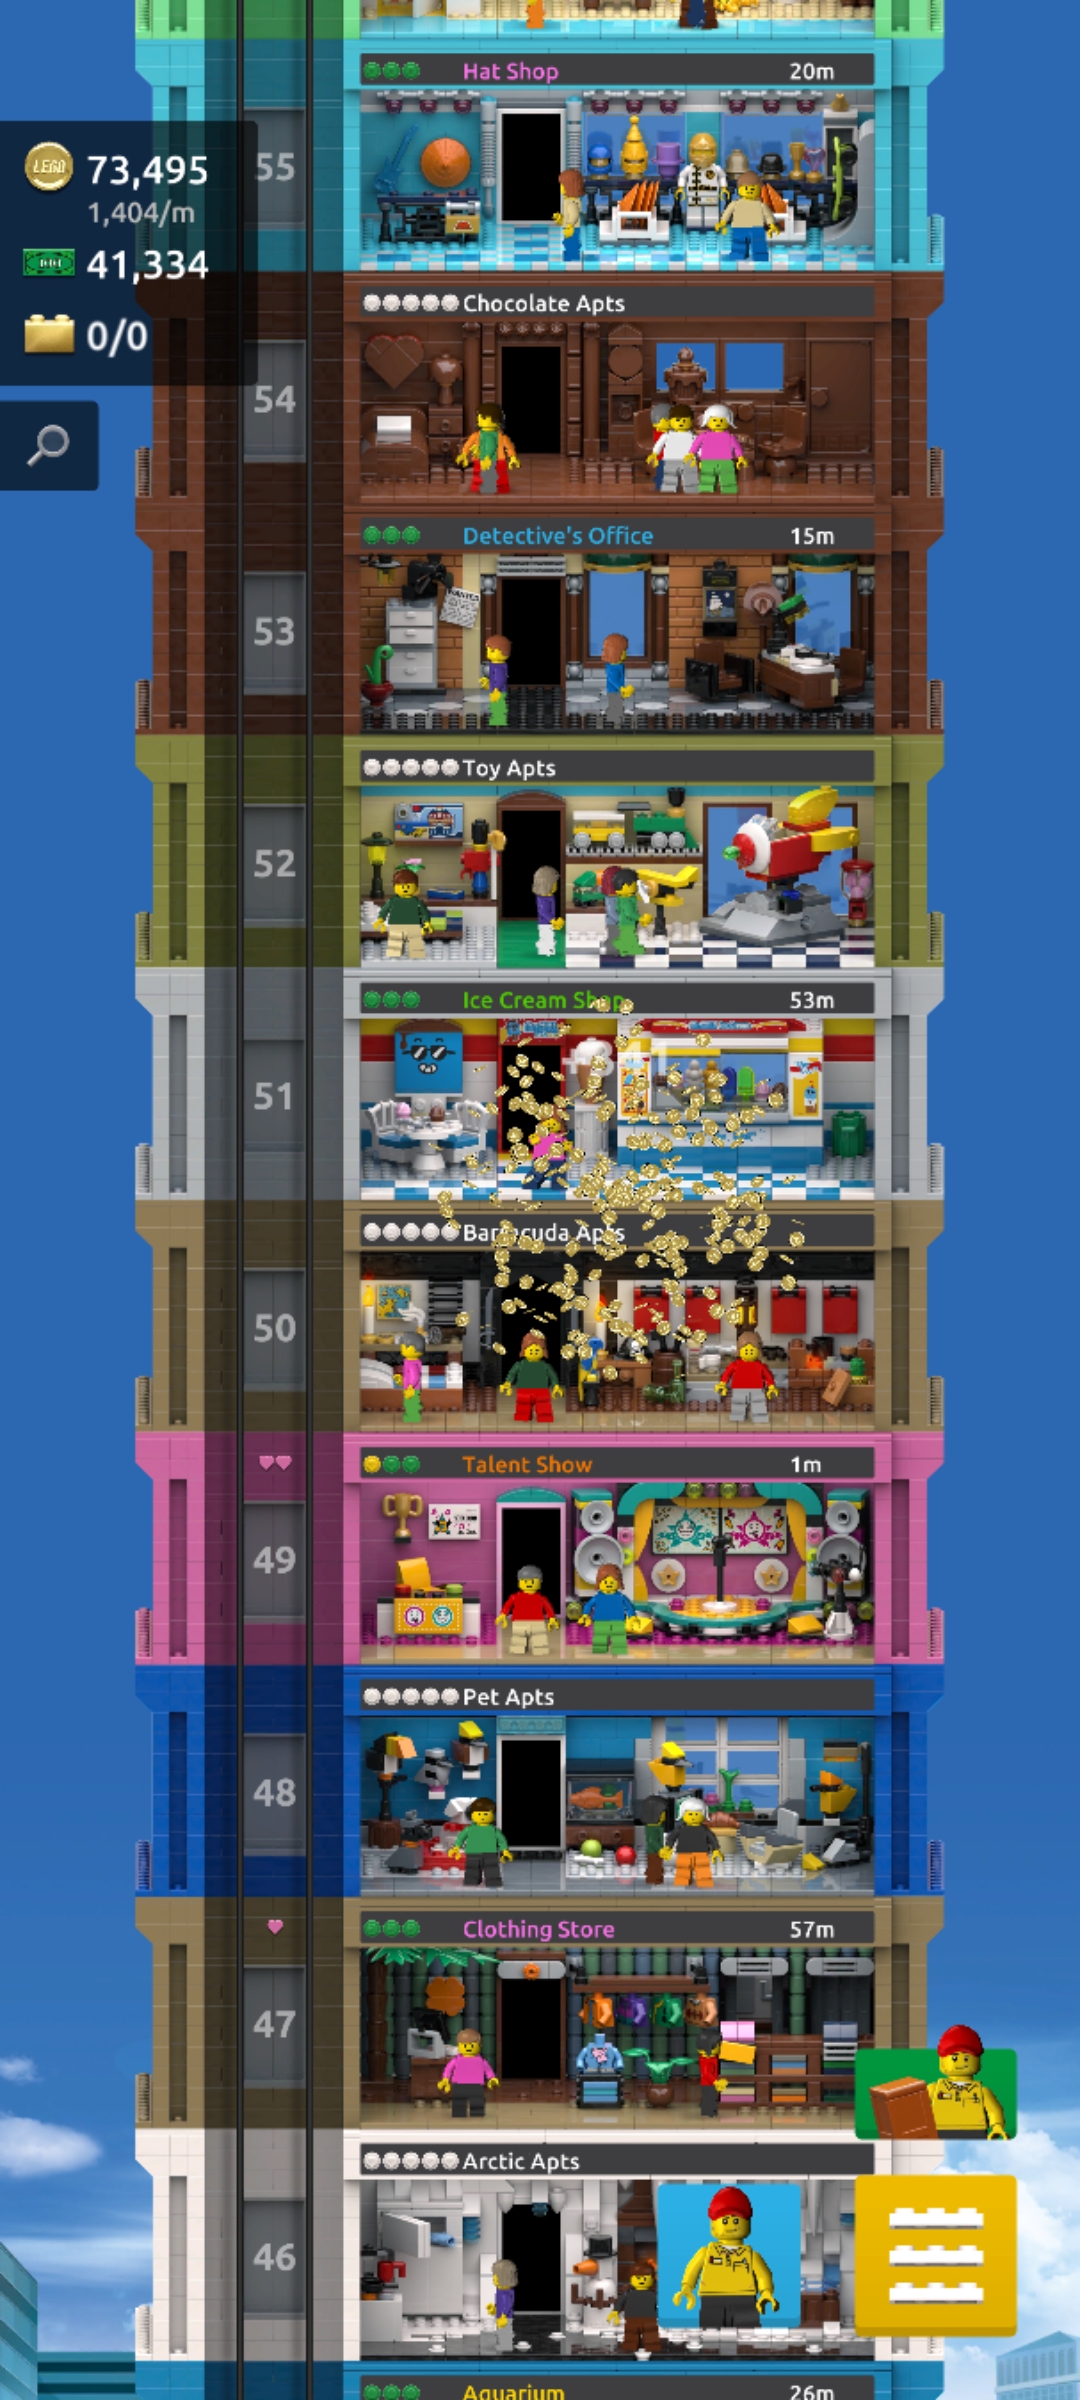 Hat Shop 20m
LEGO 73,495
1,404/m
41,334
0/0
55
Chocolate Apts
54
Detective's Office 15m
WANTED
53
Toy Apts
52
Ice Cream Shop 53m
+341
51
Barracuda Apts
50
Talent Show 1m
49
Pet Apts
48
Clothing Store 57m
47
Arctic Apts
46
Aquarium 26m